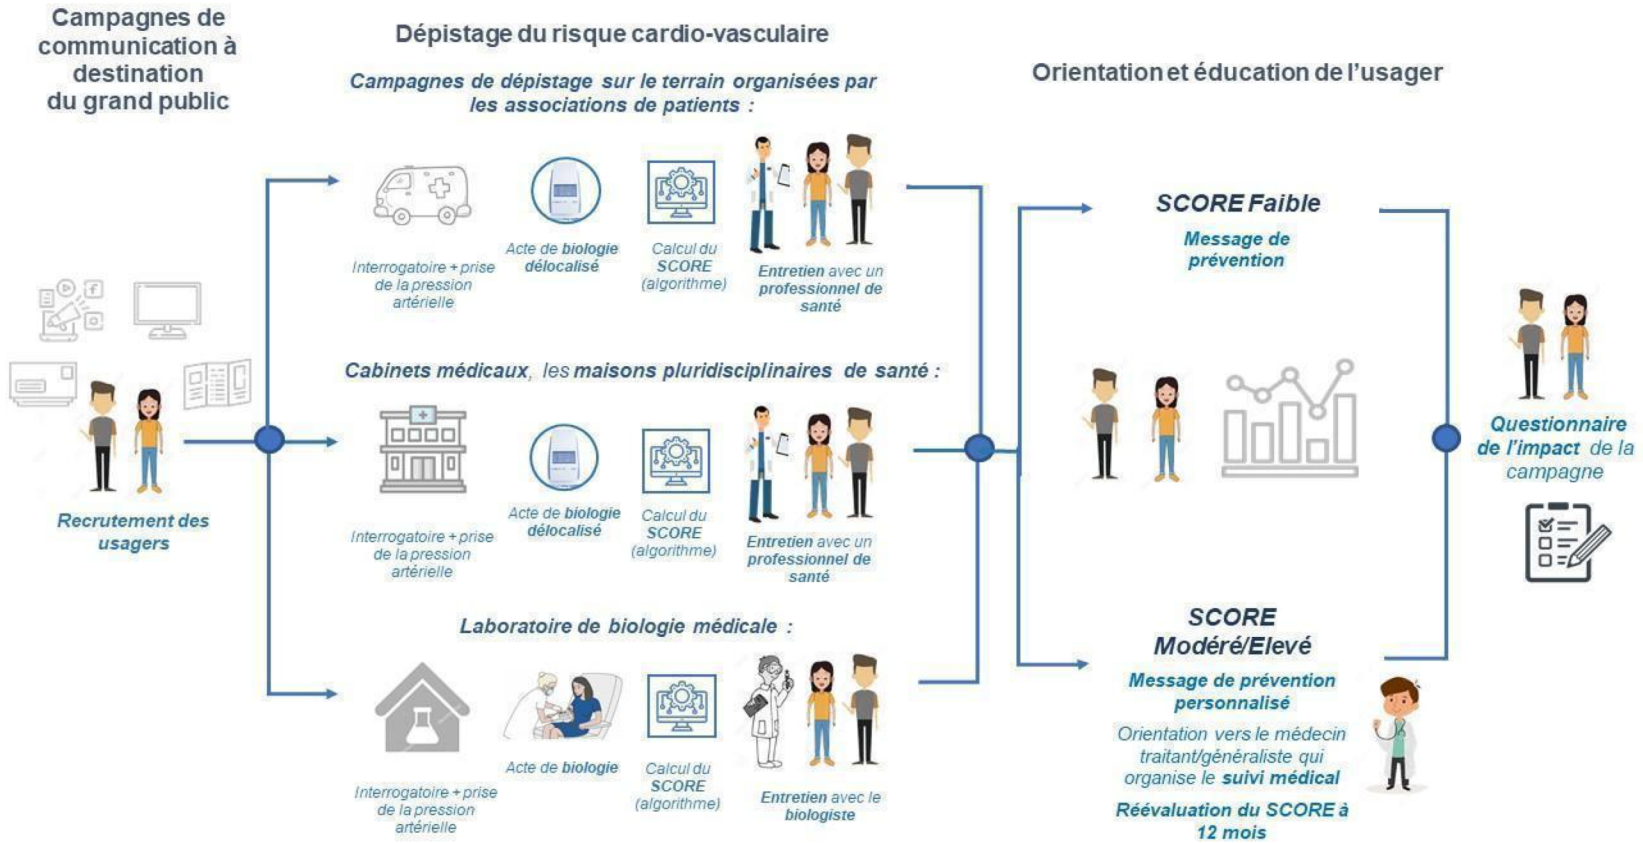 Campagnes de
communication à
destination
du grand public
Recrutement des
usagers
Dépistage du risque cardio-vasculaire
Campagnes de dépistage sur le terrain organisées par
les associations de patients :
Interrogatoire + prise
de la pression
artérielle
Acte de biologie
délocalisé
Calcul du
SCORE
(algorithme)
Entretien avec un
professionnel de
santé
Cabinets médicaux, les maisons pluridisciplinaires de santé :
Interrogatoire + prise
de la pression
artérielle
Acte de biologie
délocalisé
Calcul du
SCORE
(algorithme)
Entretien avec un
professionnel de
santé
Laboratoire de biologie médicale :
Interrogatoire + prise
de la pression
artérielle
Acte de biologie
Calcul du
SCORE
(algorithme)
Entretien avec le
biologiste
Orientation et éducation de l'usager
SCORE Faible
Message de
prévention
SCORE
Modéré/Elevé
Message de prévention
personnalisé
Orientation vers le médecin
traitant/généraliste qui
organise le suivi médical
Réévaluation du SCORE à
12 mois
Questionnaire
de l'impact de la
campagne